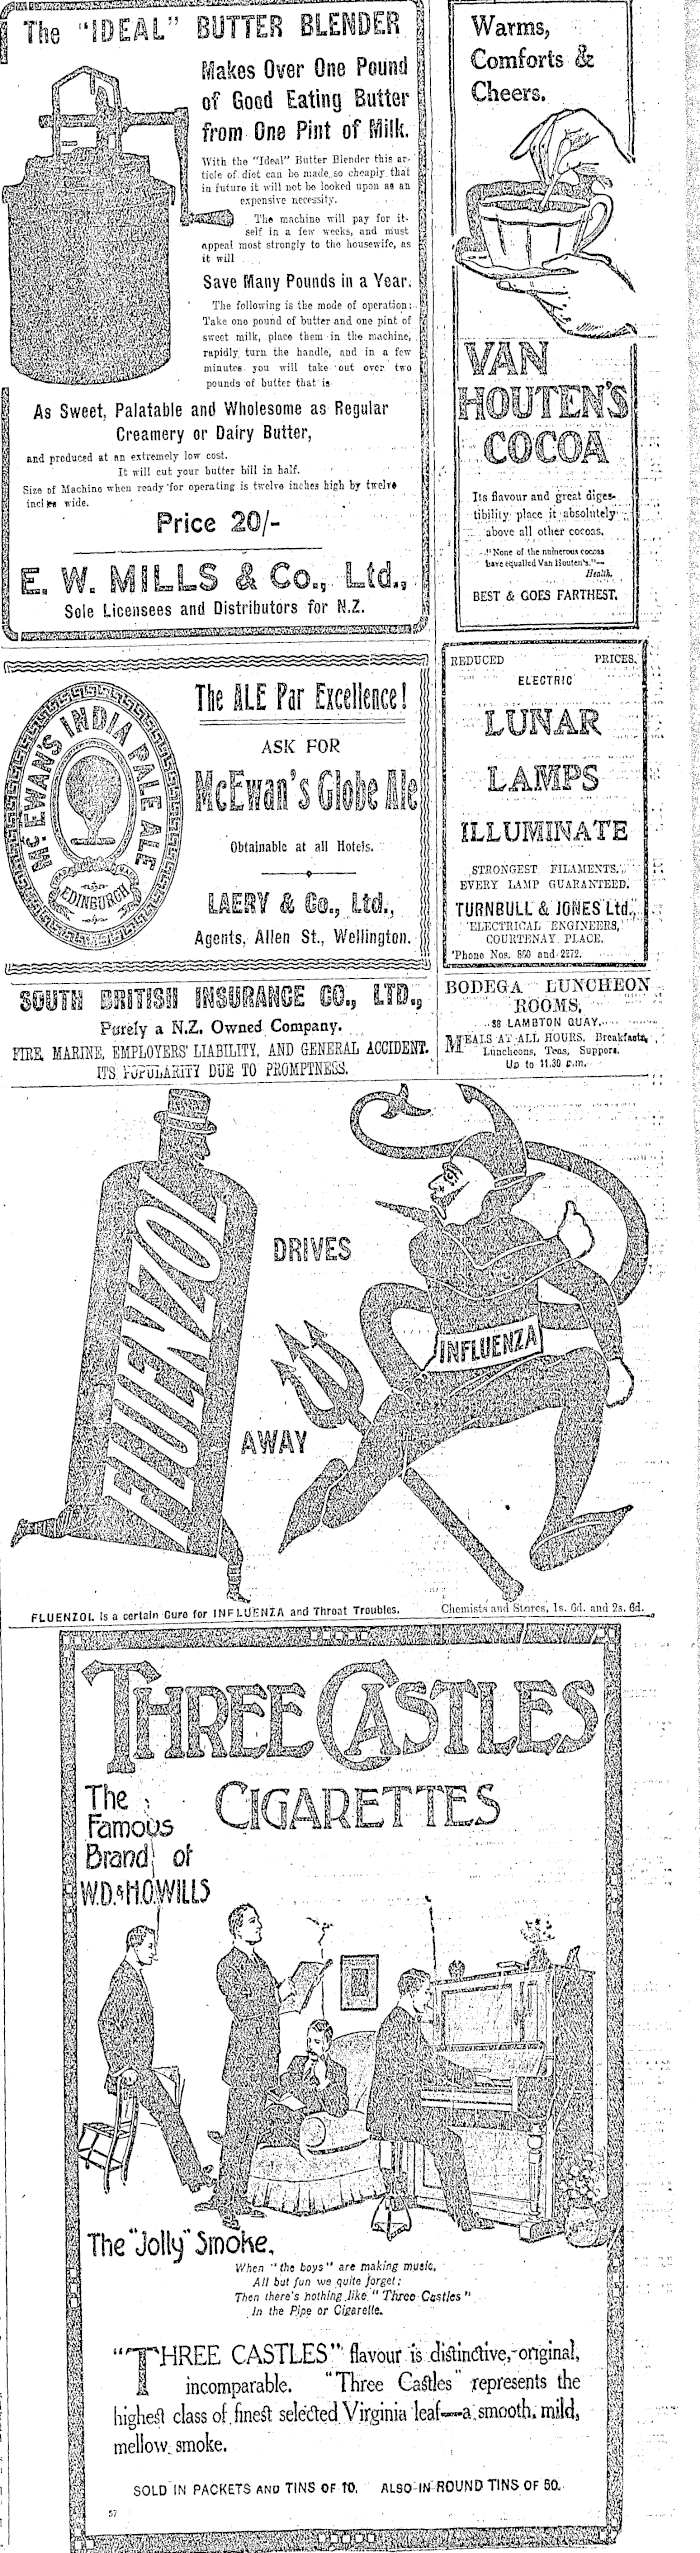 The "IDEAL" BUTTER BLENDER
Makes Over One Pound
of Good Eating Butter
from One Pint of Milk.
With the "Ideal" Butter Blender this ar-
ticle of diet can be made so cheaply that
in future it will not be looked upon as an
expensive necessity.
The machine will pay for it-
self in a few weeks, and must
appeal most strongly to the housewife, as
it will . . . .
Save Many Pounds in a Year.
The following is the mode of operation:
Take one pound of butter and one pint of
sweet milk, place them in the machine,
rapidly turn the handle, and in a few
minutes you will take out over two
pounds of butter that is
As Sweet, Palatable and Wholesome as Regular
Creamery or Dairy Butter,
and produced at an extremely low cost.
It will cut your butter bill in half.
Size of Machine when ready for operating is twelve inches high by twelve
inches wide.
Price 20/-
E. W. MILLS & Co., Ltd.,
Sole Licensees and Distributors for N.Z.
Warms,
Comforts &
Cheers.
VAN
HOUTEN'S
COCOA
Its flavour and great diges-
tibility place it absolutely
above all other cocoas.
"None of the numerous cocoas
have equalled Van Houten's."—
Health.
BEST & GOES FARTHEST.
McEWAN'S INDIA PALE ALE
EDINBURGH
The ALE Par Excellence!
ASK FOR
McEwan's Globe Ale
Obtainable at all Hotels.
LAERY & Co., Ltd.,
Agents, Allen St., Wellington.
REDUCED PRICES.
ELECTRIC
LUNAR
LAMPS
ILLUMINATE
STRONGEST FILAMENTS.
EVERY LAMP GUARANTEED.
TURNBULL & JONES Ltd.,
ELECTRICAL ENGINEERS,
COURTENAY PLACE.
'Phone Nos. 860 and 2272.
SOUTH BRITISH INSURANCE CO., LTD.,
Purely a N.Z. Owned Company.
FIRE, MARINE, EMPLOYERS' LIABILITY, AND GENERAL ACCIDENT.
ITS POPULARITY DUE TO PROMPTNESS.
BODEGA LUNCHEON
ROOMS,
LAMBTON QUAY.
MEALS AT ALL HOURS. Breakfasts,
Luncheons, Teas, Suppers.
Up to 11.30 p.m.
FLUENZOL
DRIVES
AWAY
INFLUENZA
FLUENZOL is a certain Cure for INFLUENZA and Throat Troubles.
Chemists and Stores, 1s. 6d. and 2s. 6d.
THREE CASTLES
CIGARETTES
The
Famous
Brand of
W.D. & H.O. WILLS
The "Jolly" Smoke.
When "the boys" are making music,
All but fun we quite forget;
Then there's nothing like "Three Castles"
In the Pipe or Cigarette.
"THREE CASTLES" flavour is distinctive, original,
incomparable. "Three Castles" represents the
highest class of finest selected Virginia leaf—a smooth, mild,
mellow smoke.
SOLD IN PACKETS AND TINS OF 10. ALSO IN ROUND TINS OF 50.
57